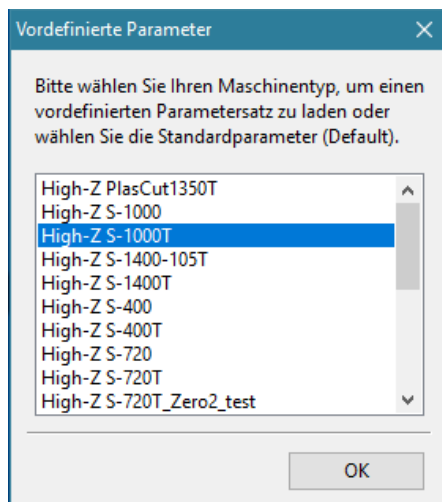 Vordefinierte Parameter
Bitte wählen Sie Ihren Maschinentyp, um einen
vordefinierten Parametersatz zu laden oder
wählen Sie die Standardparameter (Default).
High-Z PlasCut1350T
High-Z S-1000
High-Z S-1000T
High-Z S-1400-105T
High-Z S-1400T
High-Z S-400
High-Z S-400T
High-Z S-720
High-Z S-720T
High-Z S-720T_Zero2_test
OK